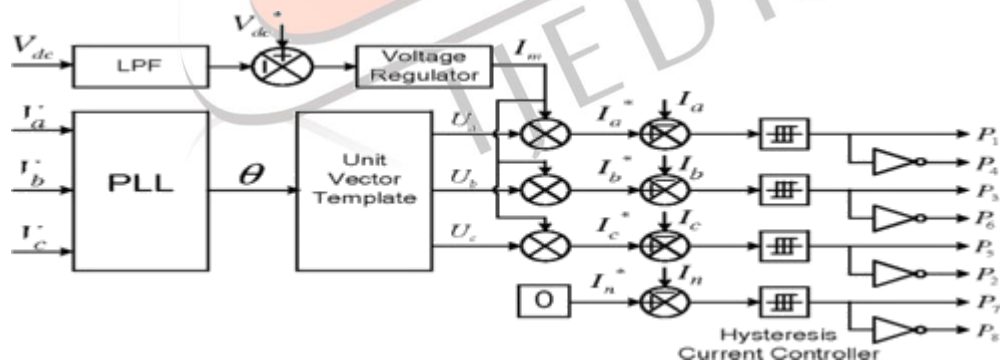 V_dc*
V_dc
LPF
Voltage
Regulator
I_m
V_a
V_b
V_c
PLL
θ
Unit
Vector
Template
U_a
U_b
U_c
I_a*
I_a
I_b*
I_b
I_c*
I_c
0
I_n*
I_n
P_1
P_4
P_3
P_6
P_5
P_2
P_7
P_8
Hysteresis
Current Controller